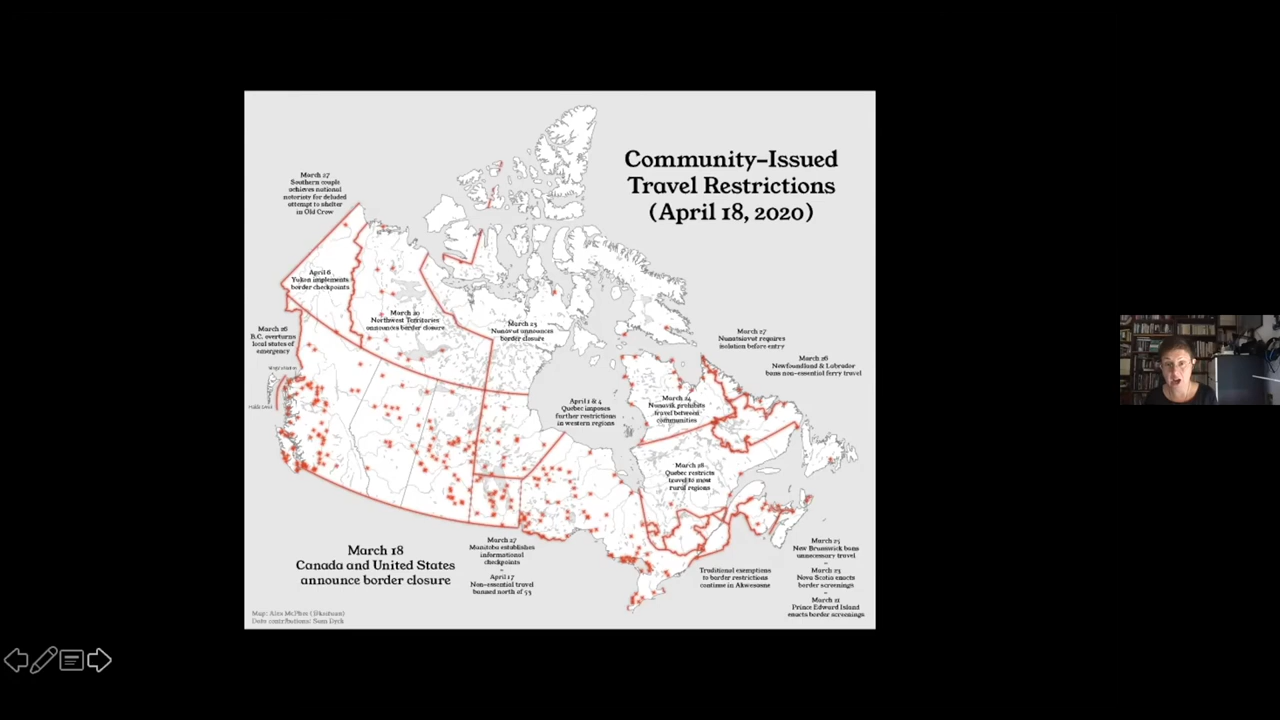 Community-Issued
Travel Restrictions
(April 18, 2020)
March 27
Southern couple
achieves national
notoriety for deluded
attempt to shelter
in Old Crow
April 6
Yukon implements
border checkpoints
March 20
Northwest Territories
announces border closure
March 23
Nunavut announces
border closure
March 26
B.C. overturns
local states of
emergency
March 27
Nunatsiavut requires
isolation before entry
March 26
Newfoundland & Labrador
bans non-essential ferry travel
April 1 & 4
Quebec imposes
further restrictions
in western regions
March 24
Nunavik prohibits
travel between
communities
March 28
Quebec restricts
travel to most
rural regions
March 18
Canada and United States
announce border closure
March 27
Manitoba establishes
informational
checkpoints
–
April 17
Non-essential travel
banned north of 53
Traditional exemptions
to border restrictions
continue in Akwesasne
March 25
New Brunswick bans
unnecessary travel
–
March 23
Nova Scotia enacts
border screenings
–
March 21
Prince Edward Island
enacts border screenings
Map: Alex McPhee
Data contributions: Sean Dyck